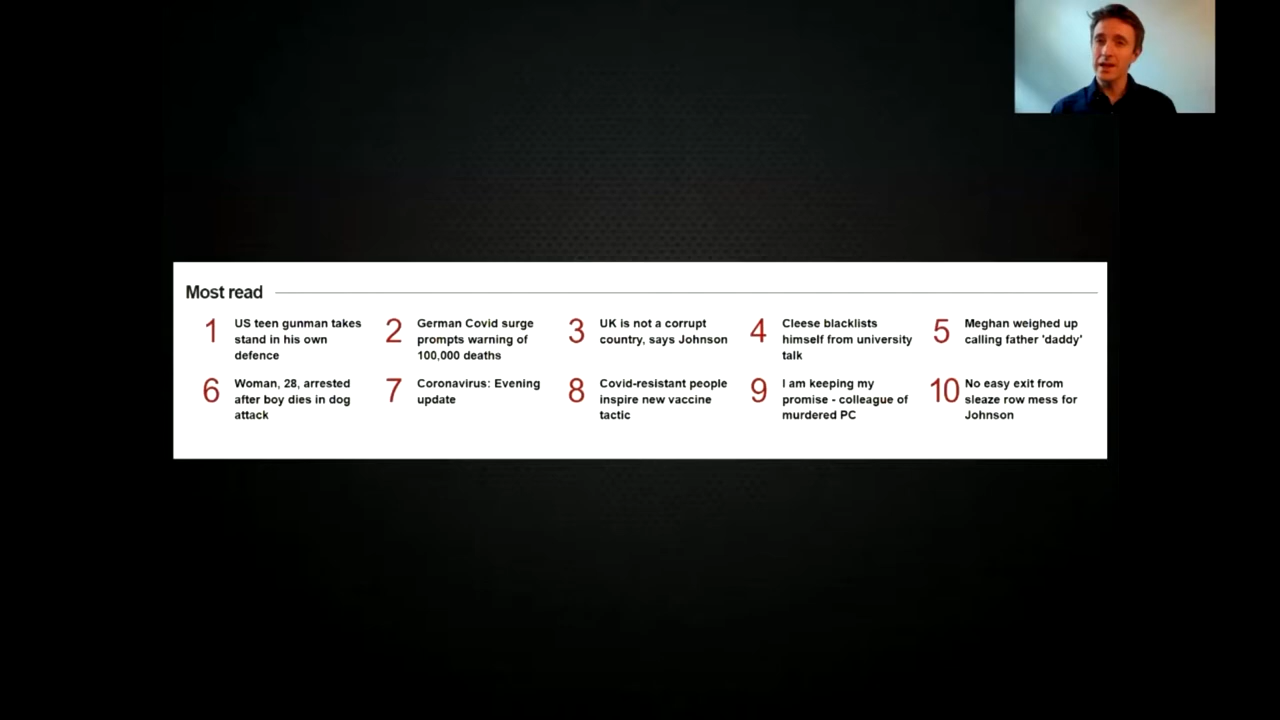 Most read
1 US teen gunman takes
stand in his own
defence
2 German Covid surge
prompts warning of
100,000 deaths
3 UK is not a corrupt
country, says Johnson
4 Cleese blacklists
himself from university
talk
5 Meghan weighed up
calling father 'daddy'
6 Woman, 28, arrested
after boy dies in dog
attack
7 Coronavirus: Evening
update
8 Covid-resistant people
inspire new vaccine
tactic
9 I am keeping my
promise - colleague of
murdered PC
10 No easy exit from
sleaze row mess for
Johnson